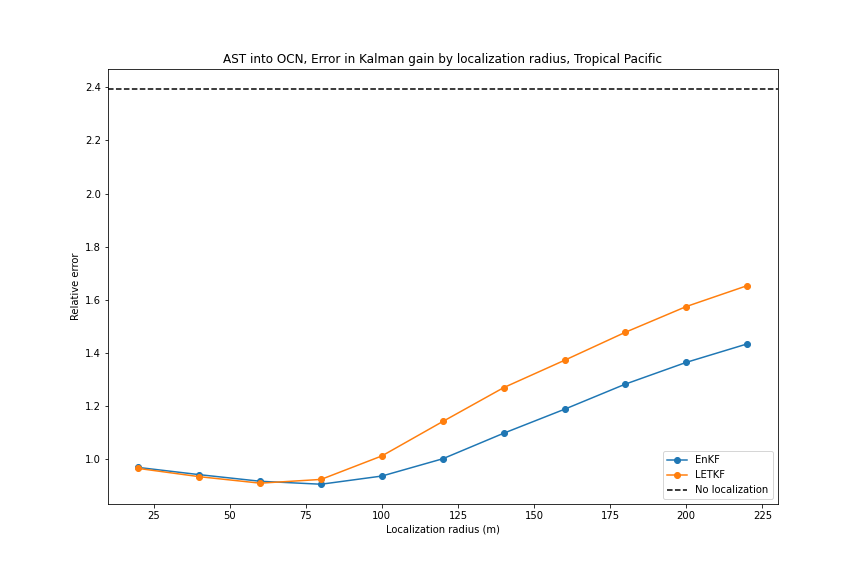 AST into OCN, Error in Kalman gain by localization radius, Tropical Pacific
Relative error
2.4
2.2
2.0
1.8
1.6
1.4
1.2
1.0
25 50 75 100 125 150 175 200 225
Localization radius (m)
EnKF
LETKF
No localization